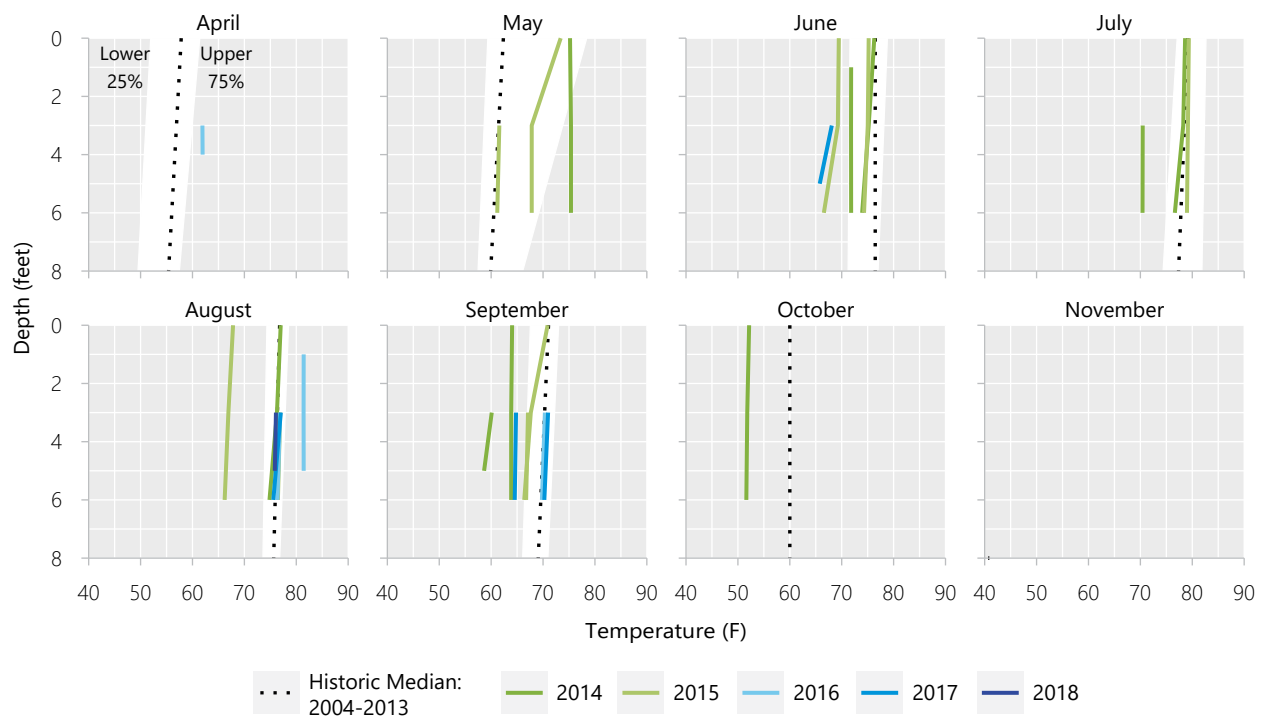 April May June July
0
Lower Upper
25% 75%
2
4
6
8
Depth (feet)
August September October November
0
2
4
6
8
40 50 60 70 80 90 40 50 60 70 80 90 40 50 60 70 80 90 40 50 60 70 80 90
Temperature (F)
Historic Median: 2014 2015 2016 2017 2018
2004-2013